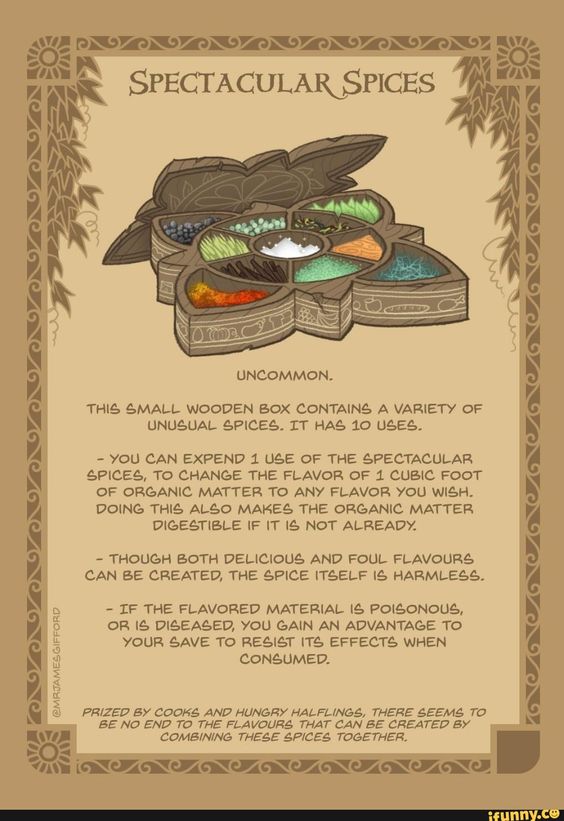 SPECTACULAR SPICES
UNCOMMON.
THIS SMALL WOODEN BOX CONTAINS A VARIETY OF
UNUSUAL SPICES. IT HAS 10 USES.
- YOU CAN EXPEND 1 USE OF THE SPECTACULAR
SPICES, TO CHANGE THE FLAVOR OF 1 CUBIC FOOT
OF ORGANIC MATTER TO ANY FLAVOR YOU WISH.
DOING THIS ALSO MAKES THE ORGANIC MATTER
DIGESTIBLE IF IT IS NOT ALREADY.
- THOUGH BOTH DELICIOUS AND FOUL FLAVOURS
CAN BE CREATED, THE SPICE ITSELF IS HARMLESS.
- IF THE FLAVORED MATERIAL IS POISONOUS,
OR IS DISEASED, YOU GAIN AN ADVANTAGE TO
YOUR SAVE TO RESIST ITS EFFECTS WHEN
CONSUMED.
@MRJAMESGIFFORD
PRIZED BY COOKS AND HUNGRY HALFLINGS, THERE SEEMS TO
BE NO END TO THE FLAVOURS THAT CAN BE CREATED BY
COMBINING THESE SPICES TOGETHER.
ifunny.co